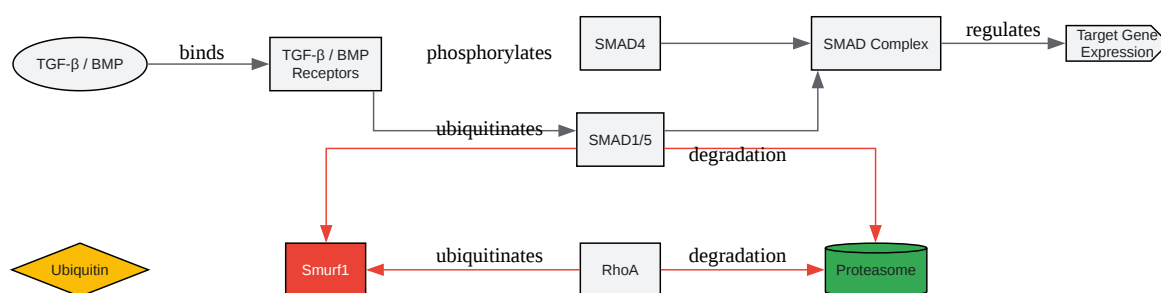 TGF-β / BMP
binds
TGF-β / BMP
Receptors
phosphorylates
SMAD4
SMAD Complex
regulates
Target Gene
Expression
ubiquitinates
SMAD1/5
degradation
Ubiquitin
Smurf1
ubiquitinates
RhoA
degradation
Proteasome